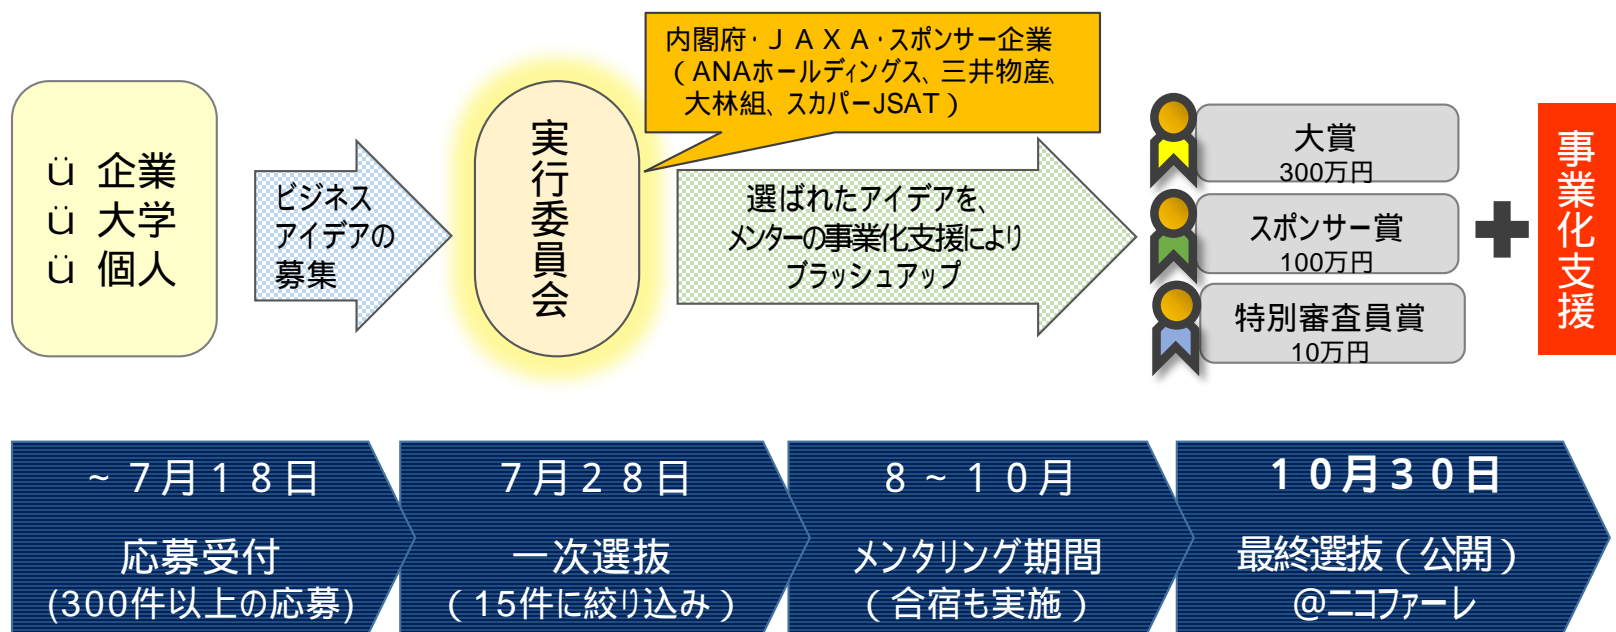 ü 企業
ü 大学
ü 個人
ビジネス
アイデアの
募集
実行委員会
内閣府・ＪＡＸＡ・スポンサー企業
（ANAホールディングス、三井物産、
大林組、スカパーJSAT）
選ばれたアイデアを、
メンターの事業化支援により
ブラッシュアップ
大賞
300万円
スポンサー賞
100万円
特別審査員賞
10万円
事業化支援
~７月１８日
応募受付
(300件以上の応募)
７月２８日
一次選抜
（15件に絞り込み）
８~１０月
メンタリング期間
（合宿も実施）
１０月３０日
最終選抜（公開）
@ニコファーレ